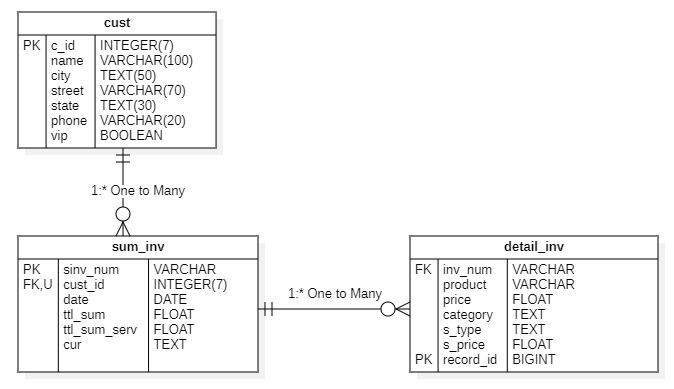 cust
PK c_id INTEGER(7)
name VARCHAR(100)
city TEXT(50)
street VARCHAR(70)
state TEXT(30)
phone VARCHAR(20)
vip BOOLEAN
1:* One to Many
sum_inv
PK sinv_num VARCHAR
FK,U cust_id INTEGER(7)
date DATE
ttl_sum FLOAT
ttl_sum_serv FLOAT
cur TEXT
1:* One to Many
detail_inv
FK inv_num VARCHAR
product VARCHAR
price FLOAT
category TEXT
s_type TEXT
s_price FLOAT
PK record_id BIGINT